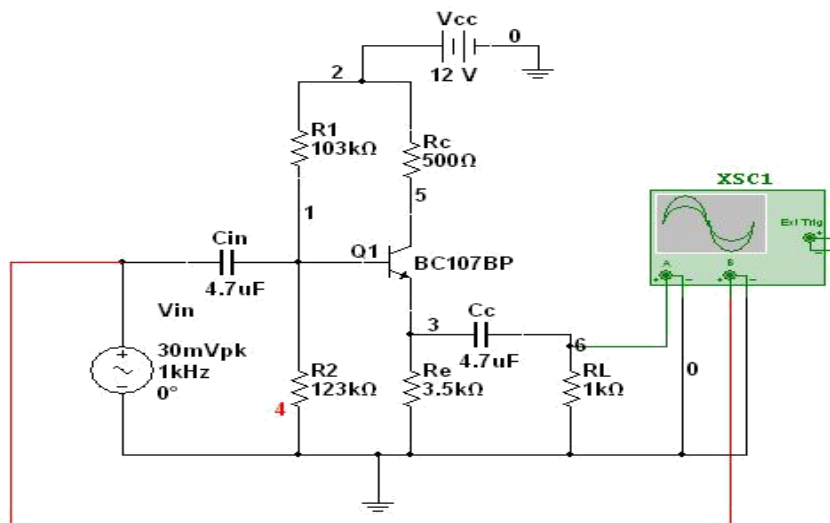 Vcc
0
12 V
2
R1
103kΩ
Rc
500Ω
XSC1
5
Ext Trig
+
−
1
A
B
+ − + −
Cin
4.7uF
Q1
BC107BP
Vin
3
Cc
4.7uF
6
30mVpk
1kHz
0°
+
−
R2
123kΩ
4
Re
3.5kΩ
RL
1kΩ
0